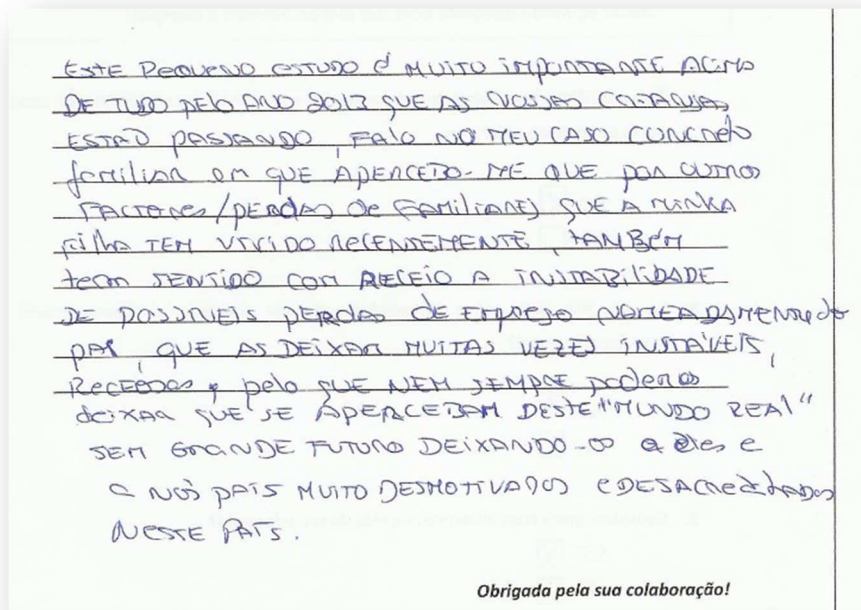 ESTE PEQUENO ESTUDO É MUITO IMPORTANTE ACIMA
DE TUDO PELO ANO 2013 QUE AS NOSSAS CRIANÇAS
ESTÃO PASSANDO, FALO NO MEU CASO CONCRETO
familiar em QUE APERCEBO-ME QUE POR OUTROS
FACTORES/PERDAS DE FAMILIARES QUE A MINHA
filha TEM VIVIDO RECENTEMENTE, TAMBÉM
tem SENTIDO COM RECEIO A INSTABILIDADE
DE POSSIVEIS PERDAS DE EMPREGO NOMEADAMENTE do
PAI, QUE AS DEIXAM MUITAS VEZES INSTÁVEIS,
RECEOSAS, pelo QUE NEM SEMPRE podemos
deixar QUE SE APERCEBAM DESTE "MUNDO REAL"
SEM GRANDE FUTURO DEIXANDO-OS a eles e
a NÓS PAIS MUITO DESMOTIVADOS e DESACREDITADOS
NESTE PAÍS.
Obrigada pela sua colaboração!